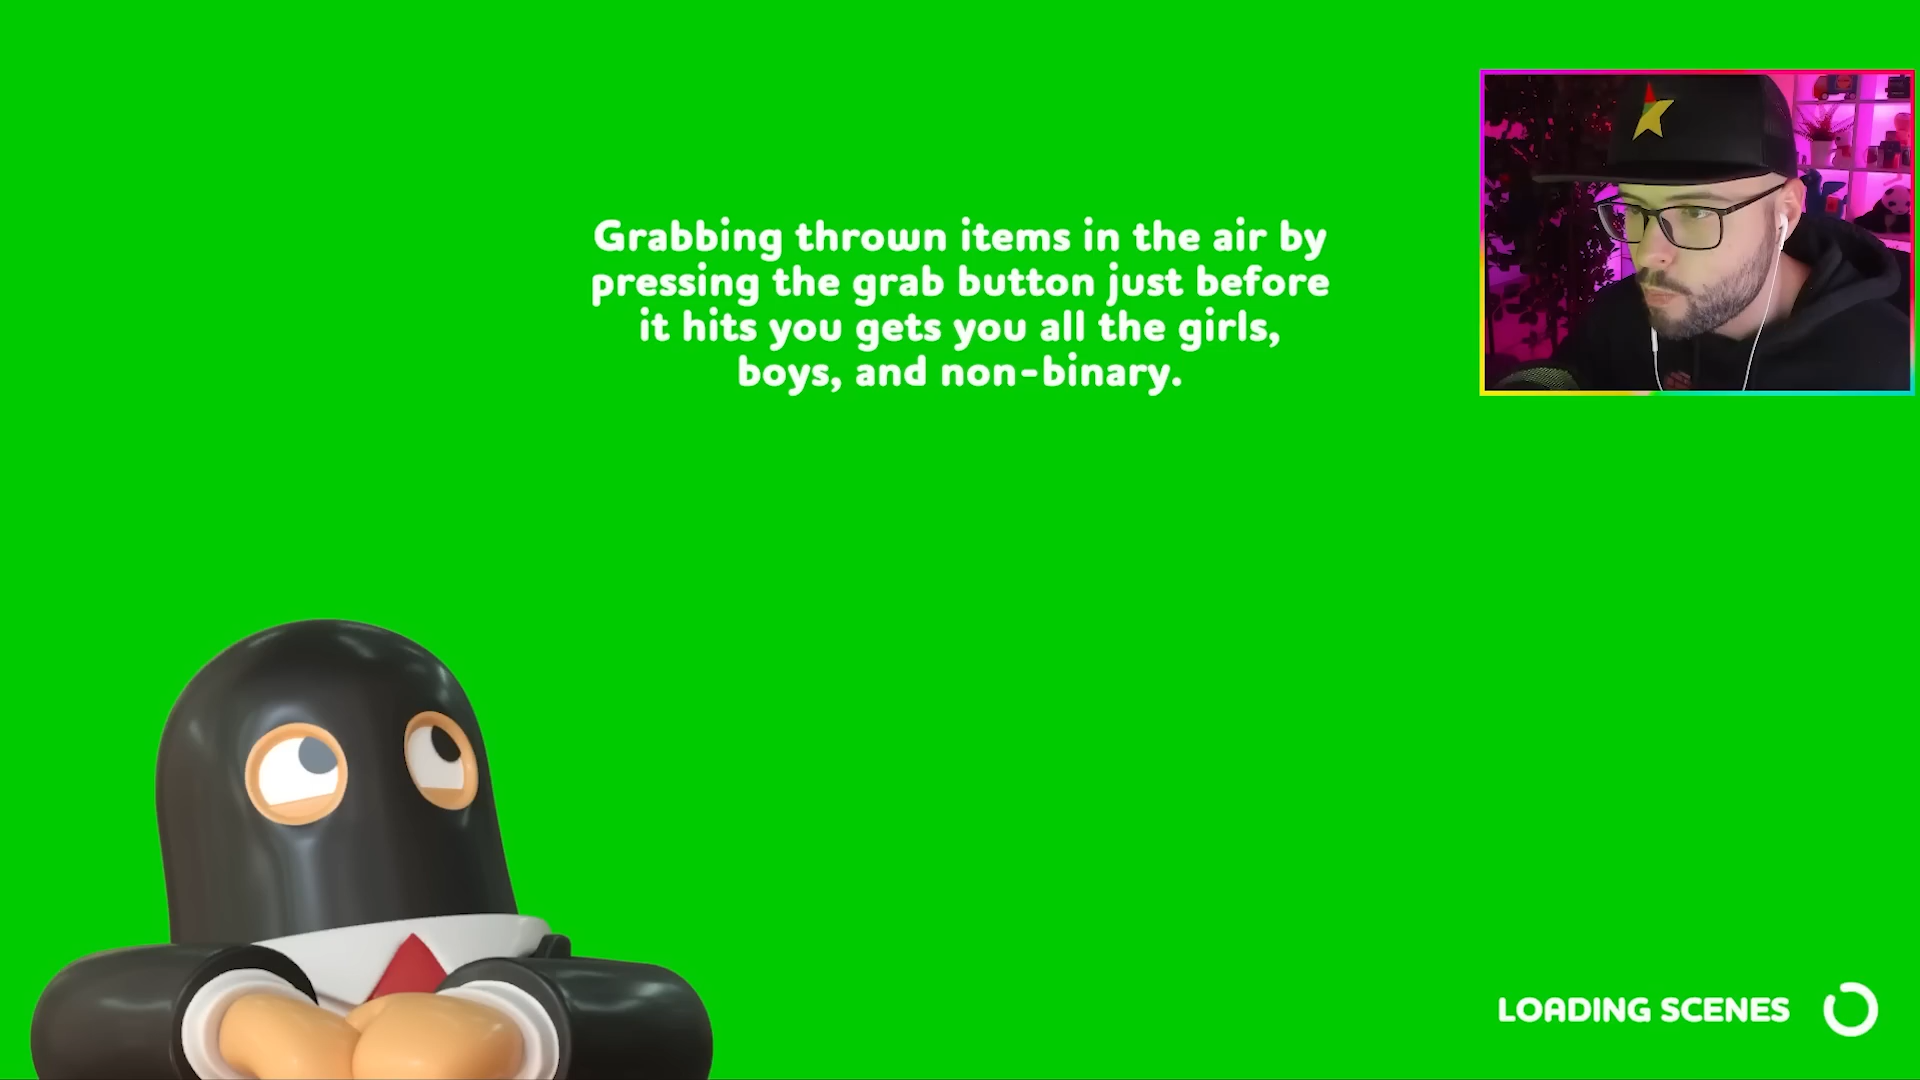 Grabbing thrown items in the air by
pressing the grab button just before
it hits you gets you all the girls,
boys, and non-binary.
LOADING SCENES